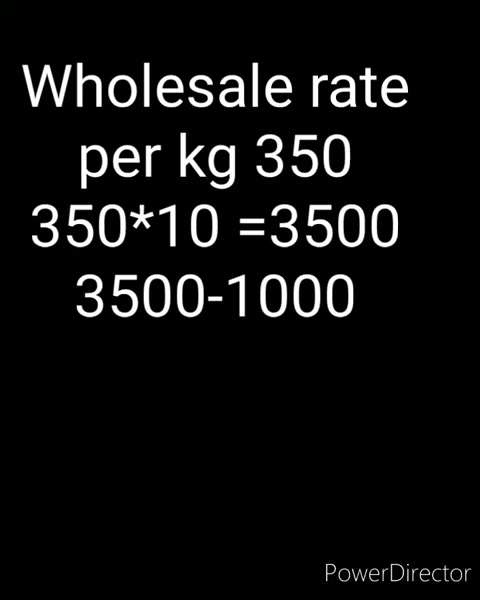 Wholesale rate
per kg 350
350*10 =3500
3500-1000
PowerDirector